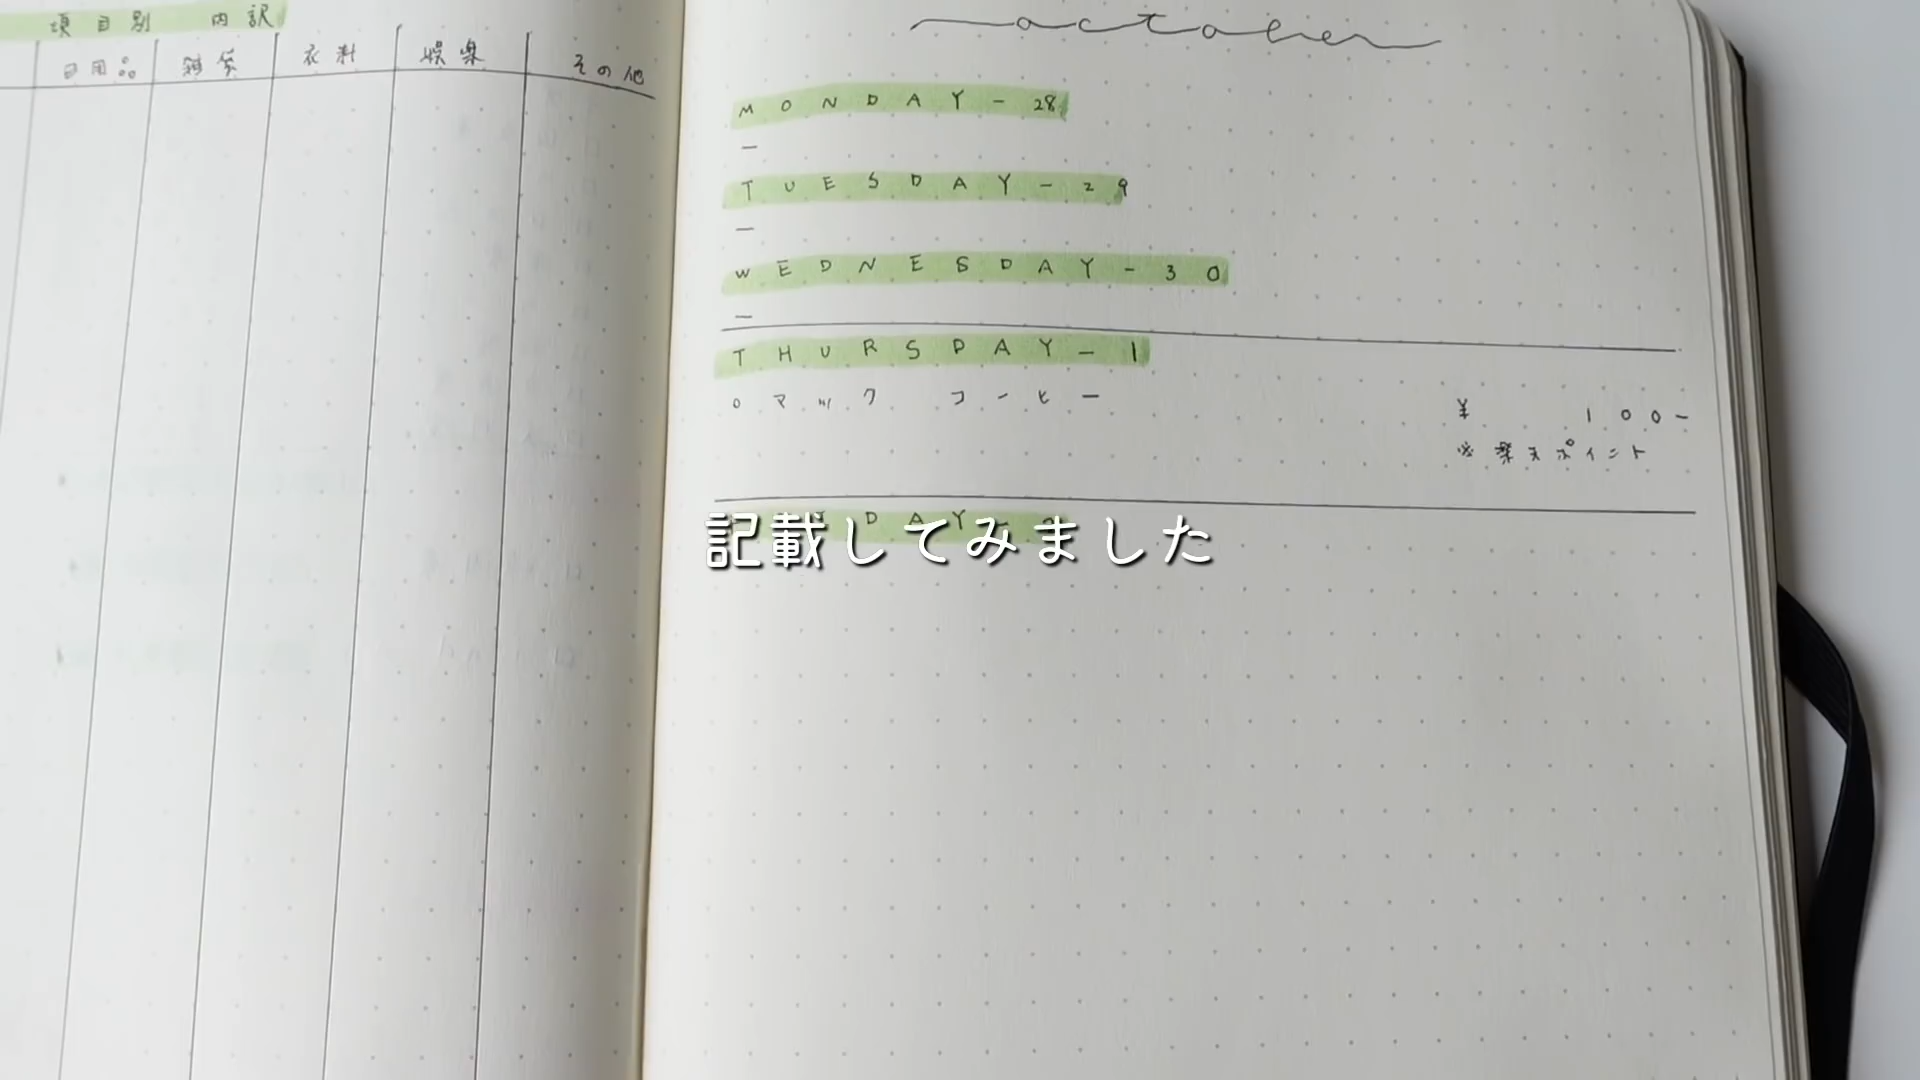 項目別 内訳
日用品 雑貨 衣料 娯楽 その他
october
MONDAY-28
—
TUESDAY-29
—
WEDNESDAY-30
—
THURSDAY-1
○マック コーヒー ¥100-
※楽天ポイント
記載してみました